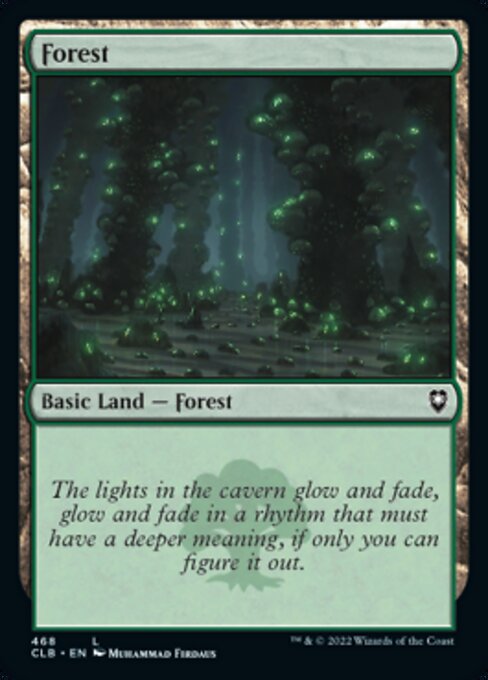 Forest
Basic Land — Forest
The lights in the cavern glow and fade,
glow and fade in a rhythm that must
have a deeper meaning, if only you can
figure it out.
468 L
™ & © 2022 Wizards of the Coast
CLB • EN Muhammad Firdaus